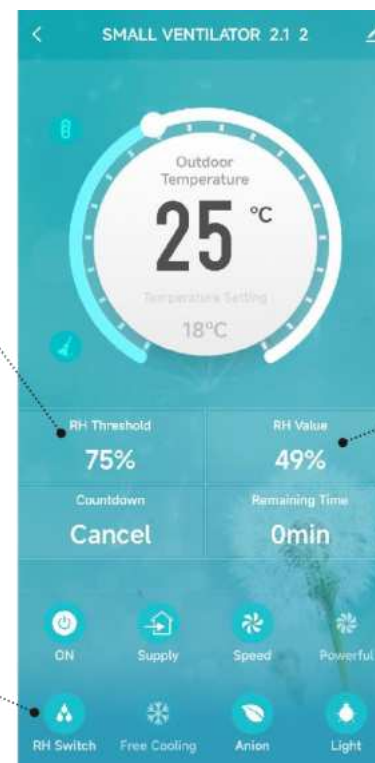 SMALL VENTILATOR 2.1 2
Outdoor
Temperature
25 °C
Temperature Setting
18°C
RH Threshold
RH Value
75%
49%
Countdown
Remaining Time
Cancel
0min
ON
Supply
Speed
Powerful
RH Switch
Free Cooling
Anion
Light